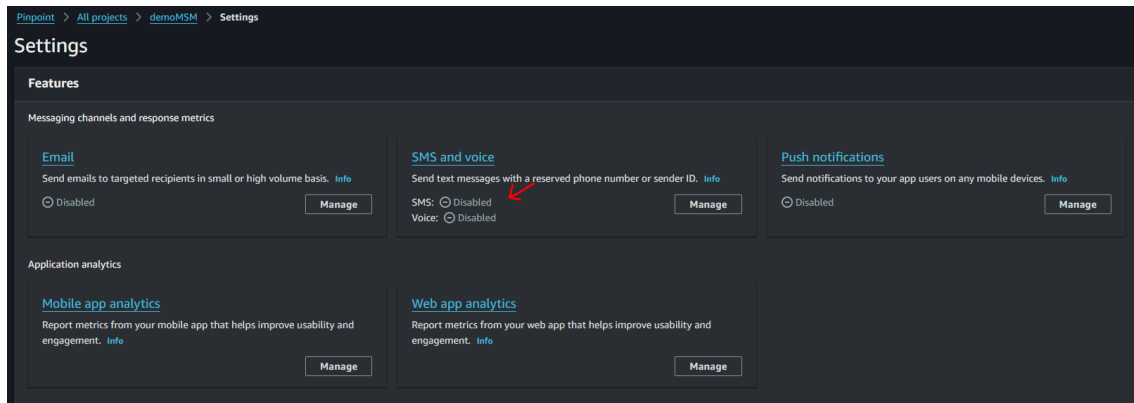 Pinpoint > All projects > demoMSM > Settings
Settings
Features
Messaging channels and response metrics
Email
Send emails to targeted recipients in small or high volume basis. Info
Disabled
Manage
SMS and voice
Send text messages with a reserved phone number or sender ID. Info
SMS: Disabled
Voice: Disabled
Manage
Push notifications
Send notifications to your app users on any mobile devices. Info
Disabled
Manage
Application analytics
Mobile app analytics
Report metrics from your mobile app that helps improve usability and
engagement. Info
Manage
Web app analytics
Report metrics from your web app that helps improve usability and
engagement. Info
Manage